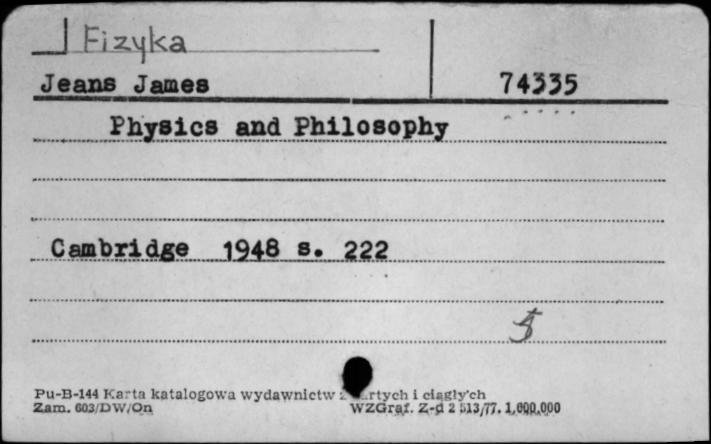 Fizyka
Jeans James 74335
Physics and Philosophy
Cambridge 1948 s. 222
Pu-B-144 Karta katalogowa wydawnictw i ciągłych
Zam. 603/DW/On WZGraf. Z-d 2 513/77. 1.000.000